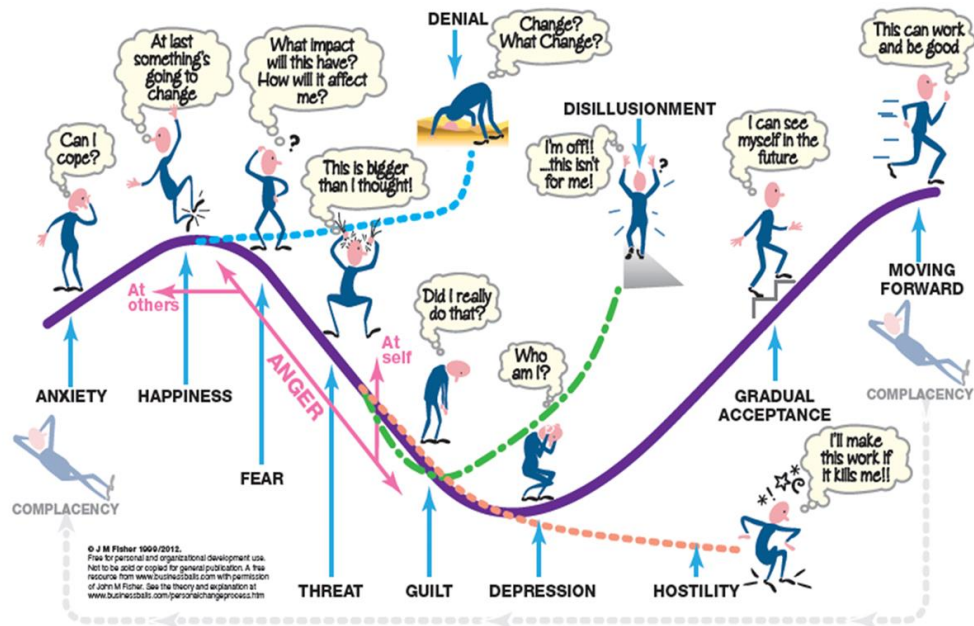 DENIAL
Change?
What Change?
This can work
and be good
At last
something's
going to
change
What impact
will this have?
How will it affect
me?
DISILLUSIONMENT
Can I
cope?
?
This is bigger
than I thought!
I'm off!!
....this isn't
for me!
?
I can see
myself in the
future
MOVING
FORWARD
At
others
Did I really
do that?
At
self
ANGER
Who
am I?
ANXIETY
HAPPINESS
GRADUAL
ACCEPTANCE
COMPLACENCY
FEAR
I'll make
this work if
it kills me!!
*!☆
COMPLACENCY
THREAT
GUILT
DEPRESSION
HOSTILITY
© J M Fisher 1999/2012.
Free for personal and organizational development use.
Not to be sold or copied for general publication. A free
resource from www.businessballs.com with permission
of John M Fisher. See the theory and explanation at
www.businessballs.com/personalchangeprocess.htm